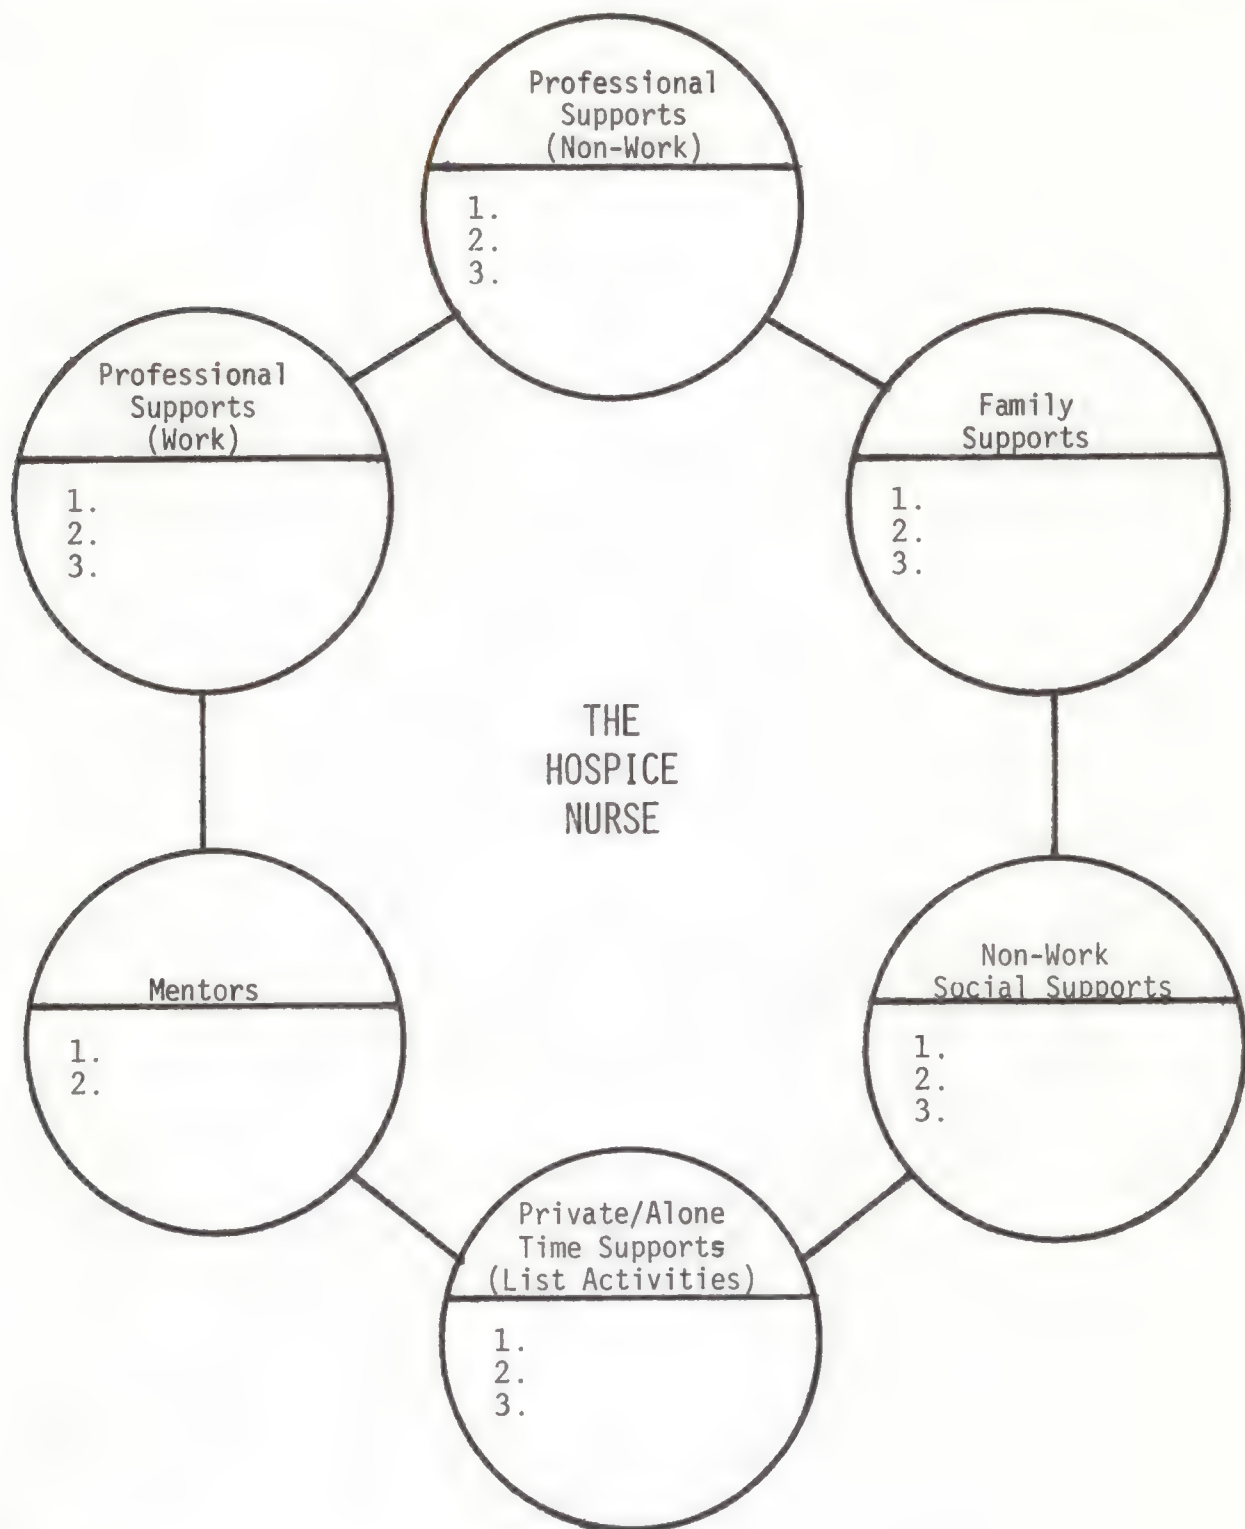 Professional
Supports
(Non-Work)
1.
2.
3.
Professional
Supports
(Work)
1.
2.
3.
Family
Supports
1.
2.
3.
THE
HOSPICE
NURSE
Mentors
1.
2.
Non-Work
Social Supports
1.
2.
3.
Private/Alone
Time Supports
(List Activities)
1.
2.
3.